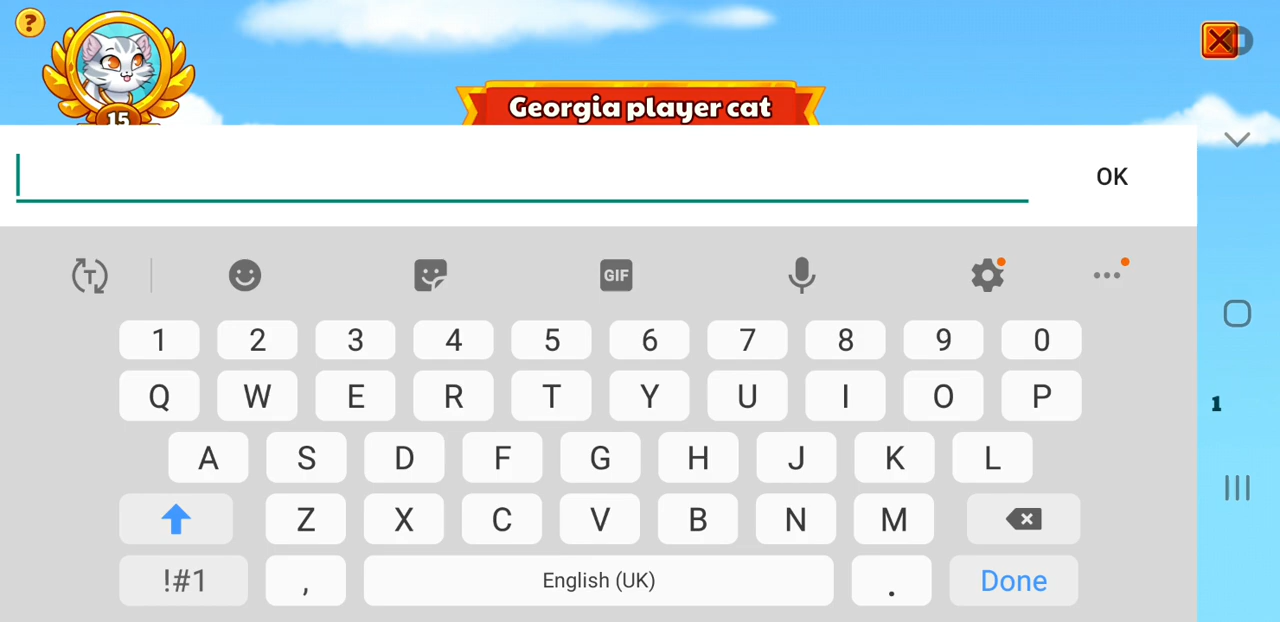 ?
15
Georgia player cat
OK
T
GIF
1 2 3 4 5 6 7 8 9 0
Q W E R T Y U I O P
A S D F G H J K L
1
Z X C V B N M
!#1 , English (UK) . Done